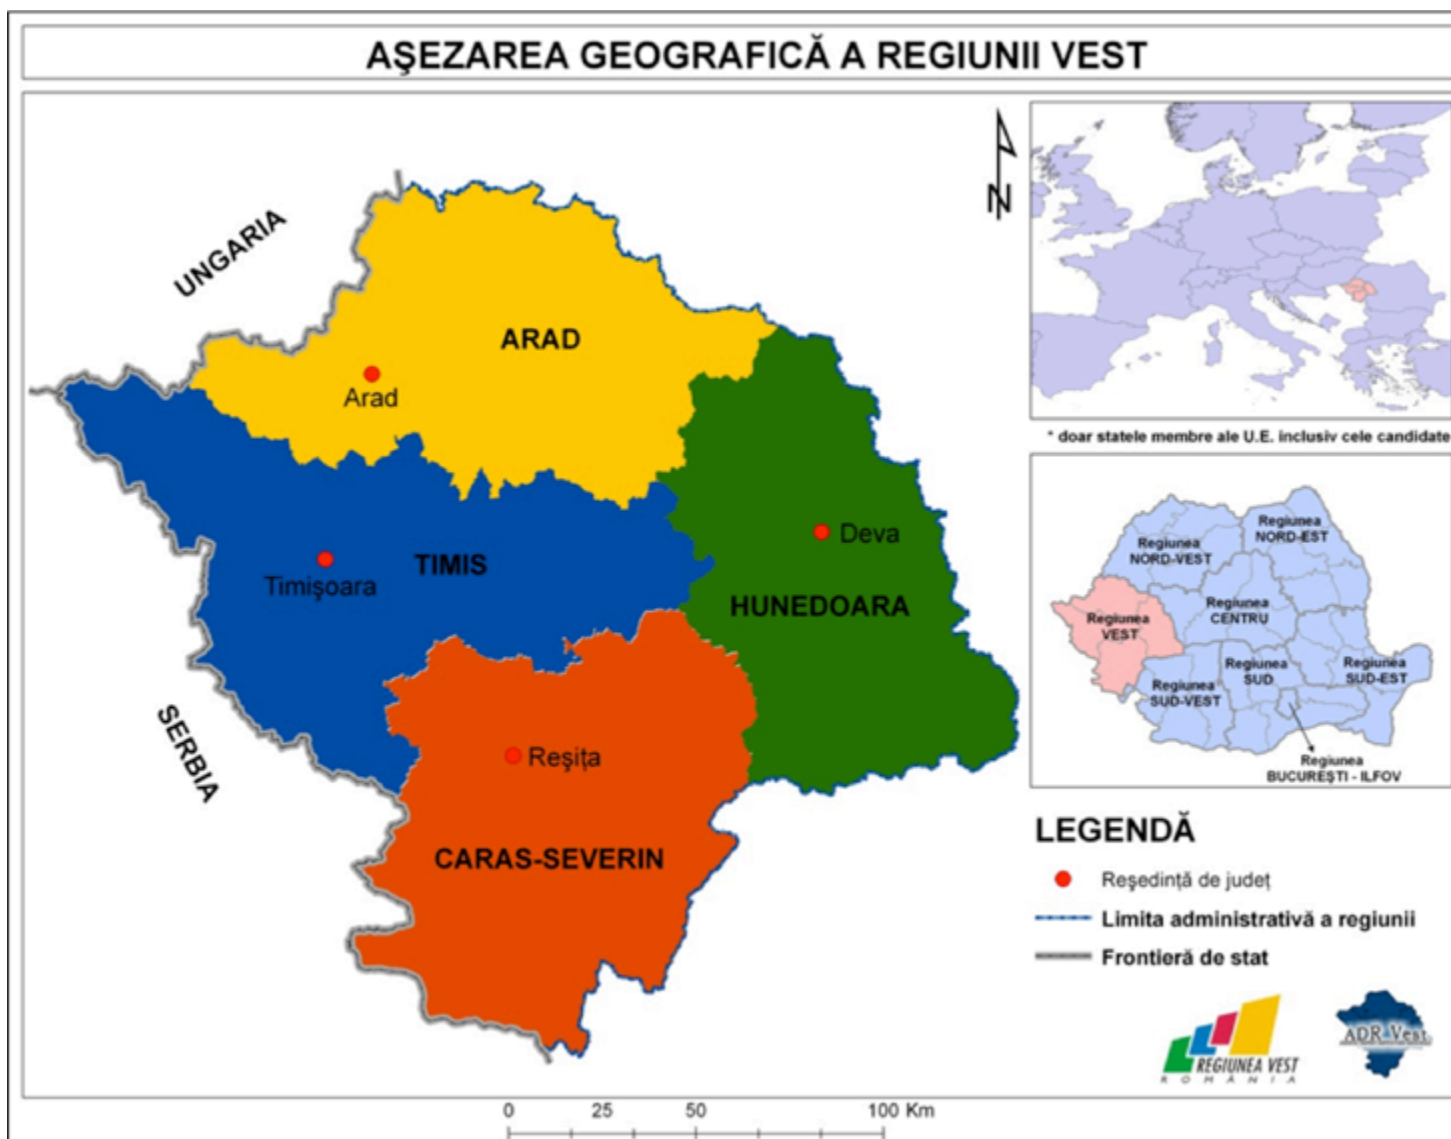 AŞEZAREA GEOGRAFICĂ A REGIUNII VEST
UNGARIA
SERBIA
ARAD
Arad
TIMIS
Timişoara
Deva
HUNEDOARA
Reşiţa
CARAS-SEVERIN
N
* doar statele membre ale U.E. inclusiv cele candidate
Regiunea
NORD-VEST
Regiunea
NORD-EST
Regiunea
VEST
Regiunea
CENTRU
Regiunea
SUD-VEST
Regiunea
SUD
Regiunea
SUD-EST
Regiunea
BUCUREŞTI - ILFOV
LEGENDĂ
Reşedinţă de judeţ
Limita administrativă a regiunii
Frontieră de stat
REGIUNEA VEST
ROMÂNIA
ADR Vest
0 25 50 100 Km